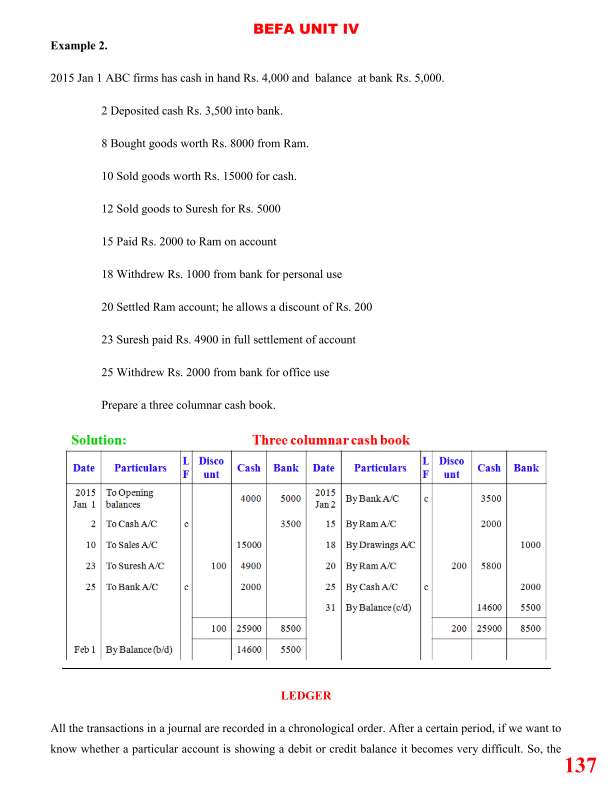 BEFA UNIT IV
Example 2.
2015 Jan 1 ABC firms has cash in hand Rs. 4,000 and balance at bank Rs. 5,000.
2 Deposited cash Rs. 3,500 into bank.
8 Bought goods worth Rs. 8000 from Ram.
10 Sold goods worth Rs. 15000 for cash.
12 Sold goods to Suresh for Rs. 5000
15 Paid Rs. 2000 to Ram on account
18 Withdrew Rs. 1000 from bank for personal use
20 Settled Ram account; he allows a discount of Rs. 200
23 Suresh paid Rs. 4900 in full settlement of account
25 Withdrew Rs. 2000 from bank for office use
Prepare a three columnar cash book.
Solution: Three columnar cash book
Date Particulars L F Disco unt Cash Bank Date Particulars L F Disco unt Cash Bank
2015 Jan 1 To Opening balances 4000 5000 2015 Jan 2 By Bank A/C c 3500
2 To Cash A/C c 3500 15 By Ram A/C 2000
10 To Sales A/C 15000 18 By Drawings A/C 1000
23 To Suresh A/C 100 4900 20 By Ram A/C 200 5800
25 To Bank A/C c 2000 25 By Cash A/C c 2000
31 By Balance (c/d) 14600 5500
100 25900 8500 200 25900 8500
Feb 1 By Balance (b/d) 14600 5500
LEDGER
All the transactions in a journal are recorded in a chronological order. After a certain period, if we want to
know whether a particular account is showing a debit or credit balance it becomes very difficult. So, the
137